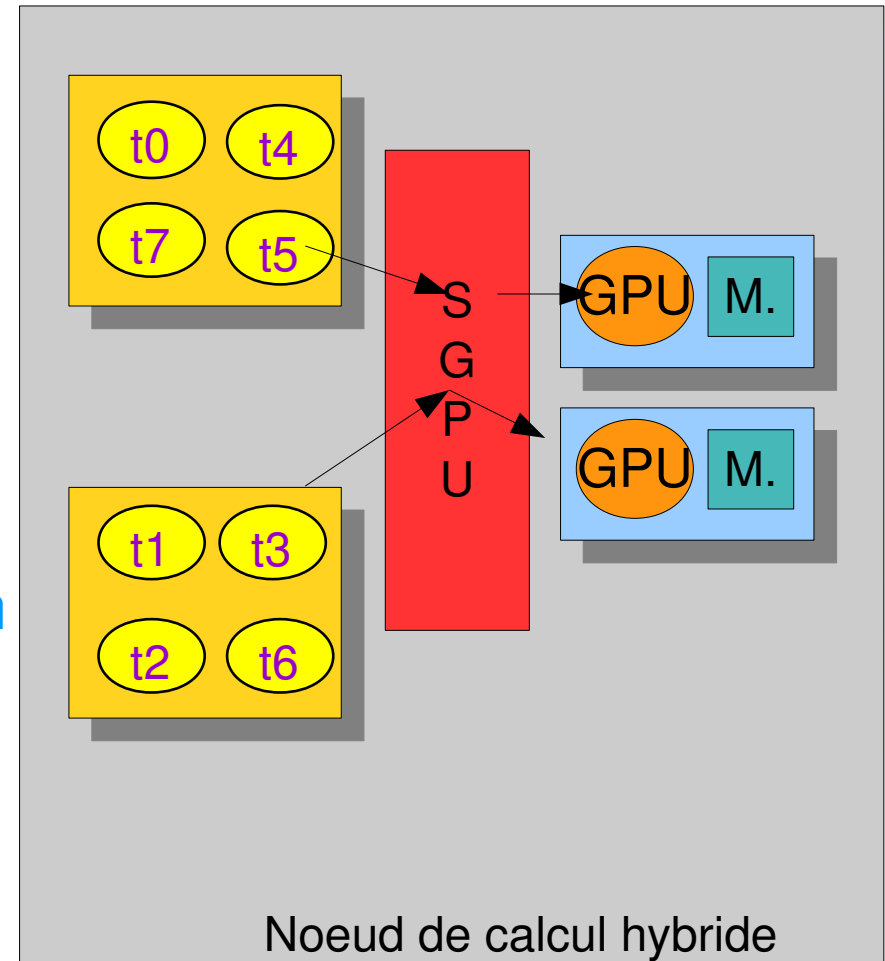 t0 t4
t7 t5
S
G
P
U
GPU M.
GPU M.
t1 t3
t2 t6
Noeud de calcul hybride